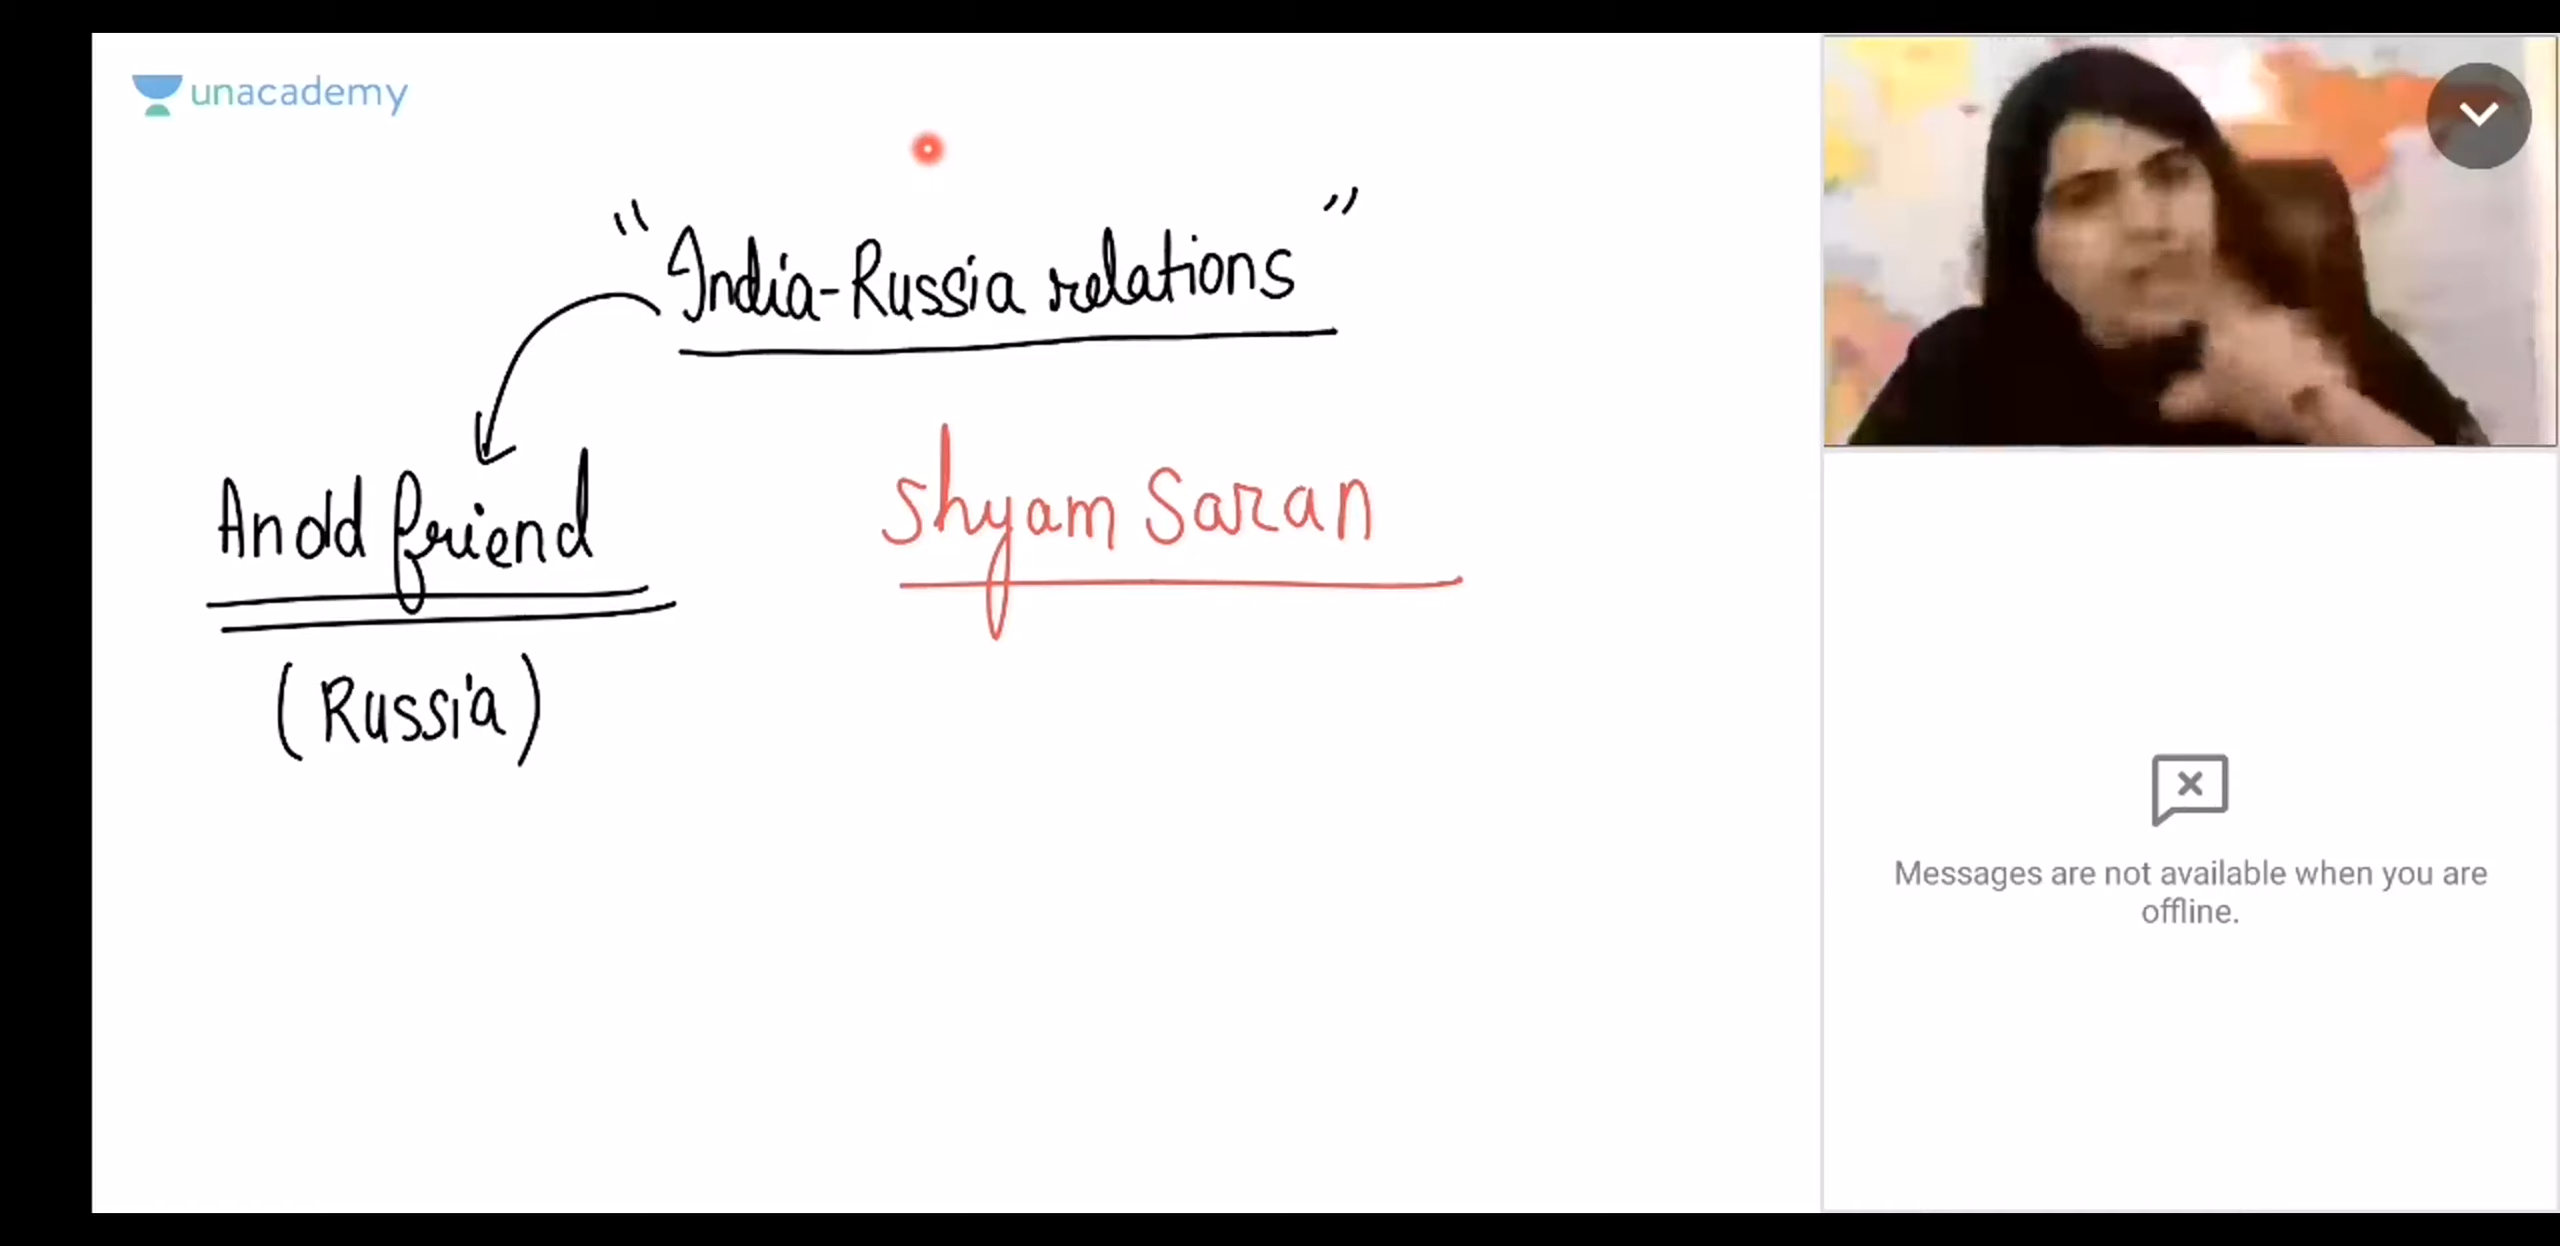 unacademy
"India-Russia relations"
An old friend
Shyam Saran
(Russia)
Messages are not available when you are
offline.